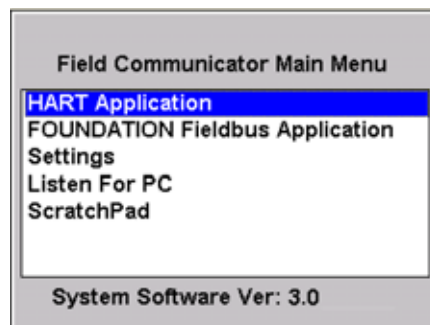 Field Communicator Main Menu
HART Application
FOUNDATION Fieldbus Application
Settings
Listen For PC
ScratchPad
System Software Ver: 3.0